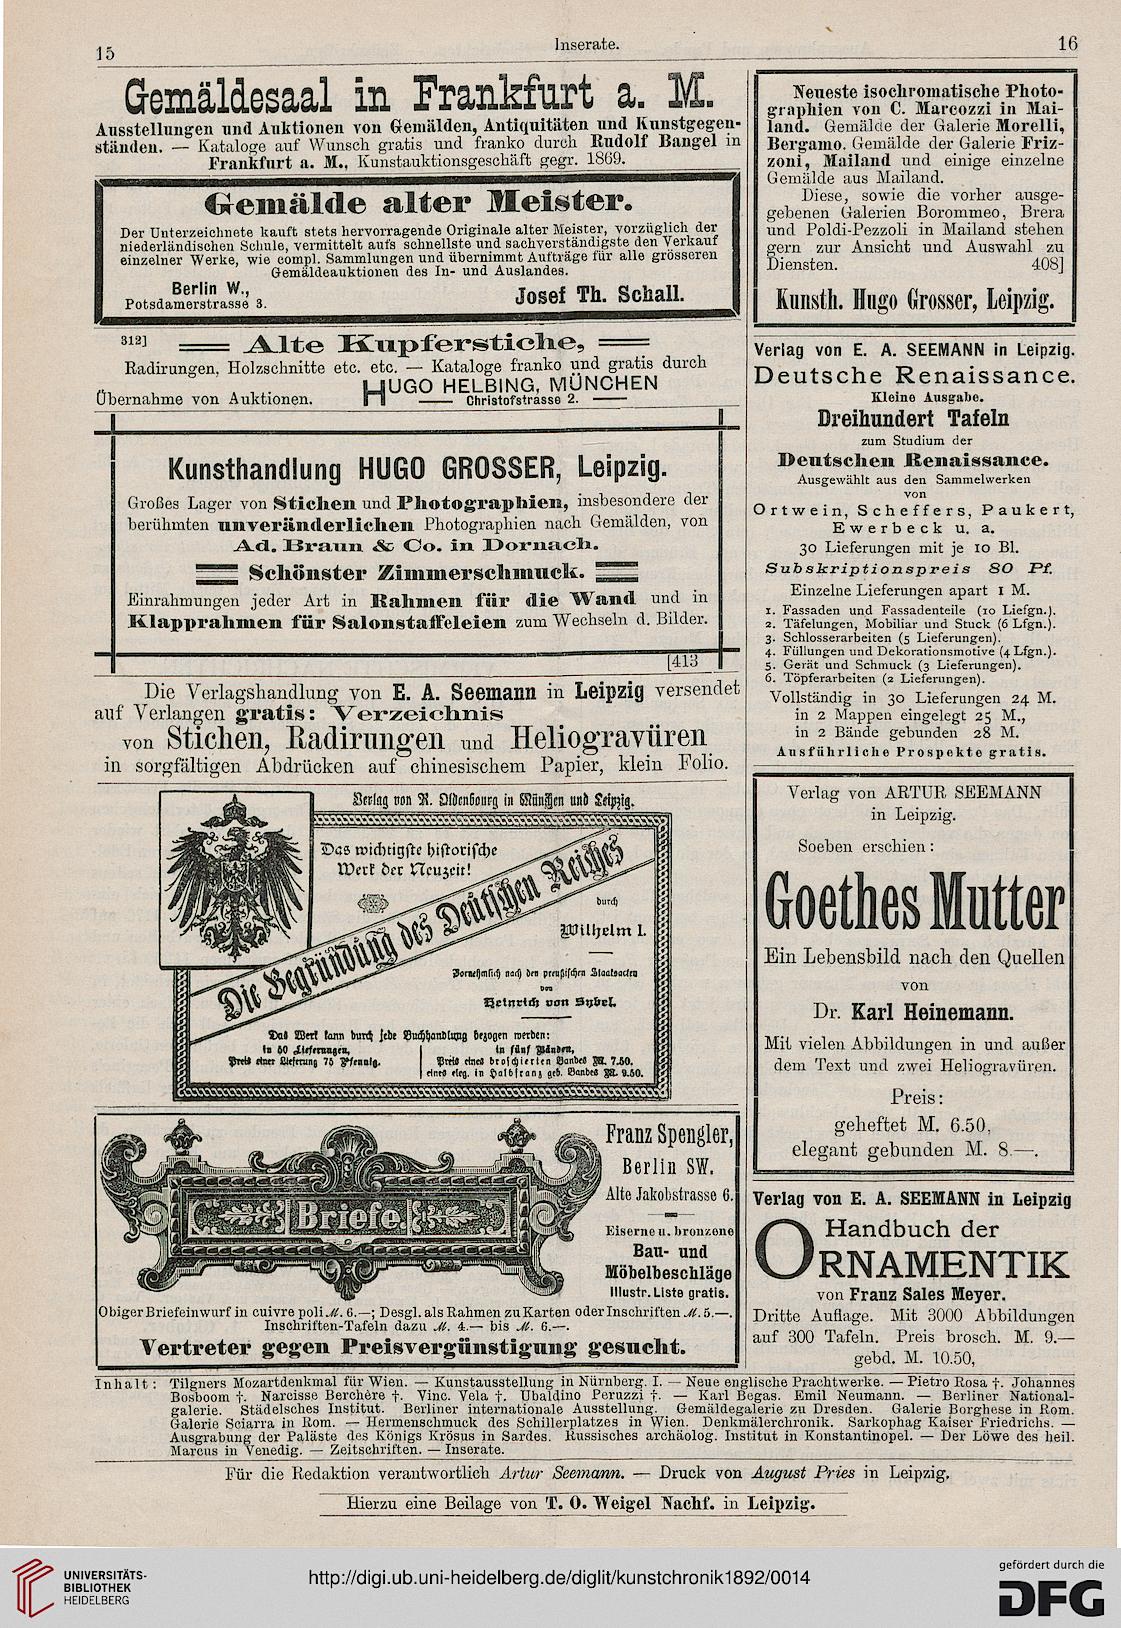 15
Inserate.
16
Gemäldesaal in Frankfurt a. M.
Ausstellungen und Auktionen von Gemälden, Antiquitäten und Kunstgegen-
ständen. — Kataloge auf Wunsch gratis und franko durch Rudolf Bangel in
Frankfurt a. M., Kunstauktionsgeschäft gegr. 1869.
Gemälde alter Meister.
Der Unterzeichnete kauft stets hervorragende Originale alter Meister, vorzüglich der
niederländischen Schule, vermittelt aufs schnellste und sachverständigste den Verkauf
einzelner Werke, wie compl. Sammlungen und übernimmt Aufträge für alle grösseren
Gemäldeauktionen des In- und Auslandes.
Berlin W.,
Potsdamerstrasse 3.
Josef Th. Schall.
312]
Alte Kupferstiche,
Radirungen, Holzschnitte etc. etc. — Kataloge franko und gratis durch
Übernahme von Auktionen.
HUGO HELBING, MÜNCHEN
Christofstrasse 2.
Kunsthandlung HUGO GROSSER, Leipzig.
Großes Lager von Stichen und Photographien, insbesondere der
berühmten unveränderlichen Photographien nach Gemälden, von
Ad. Braun & Co. in Dornach.
Schönster Zimmerschmuck.
Einrahmungen jeder Art in Rahmen für die Wand und in
Klapprahmen für Salonstaffeleien zum Wechseln d. Bilder.
[413
Die Verlagshandlung von E. A. Seemann in Leipzig versendet
auf Verlangen gratis: Verzeichnis
von Stichen, Radirungen und Heliogravüren
in sorgfältigen Abdrücken auf chinesischem Papier, klein Folio.
Verlag von R. Oldenbourg in München und Leipzig.
Das wichtigste historische
Werk der Neuzeit!
Die Begründung des Deutschen Reiches
durch
Wilhelm I.
Vornehmlich nach den preußischen Staatsacten
von
Heinrich von Sybel.
Das Werk kann durch jede Buchhandlung bezogen werden:
in 50 Lieferungen,
Preis einer Lieferung 75 Pfennig.
in fünf Bänden,
Preis eines broschierten Bandes M. 7.50.
eines eleg. in Halbfranz geb. Bandes M. 9.50.
Briefe.
Franz Spengler,
Berlin SW.
Alte Jakobstrasse 6.
Eiserne u. bronzene
Bau- und
Möbelbeschläge
Illustr. Liste gratis.
Obiger Briefeinwurf in cuivre poli ℳ. 6.—; Desgl. als Rahmen zu Karten oder Inschriften ℳ. 5.—.
Inschriften-Tafeln dazu ℳ. 4.— bis ℳ. 6.—.
Vertreter gegen Preisvergünstigung gesucht.
Neueste isochromatische Photo-
graphien von C. Marcozzi in Mai-
land. Gemälde der Galerie Morelli,
Bergamo. Gemälde der Galerie Friz-
zoni, Mailand und einige einzelne
Gemälde aus Mailand.
Diese, sowie die vorher ausge-
gebenen Galerien Borommeo, Brera
und Poldi-Pezzoli in Mailand stehen
gern zur Ansicht und Auswahl zu
Diensten. 408]
Kunsth. Hugo Grosser, Leipzig.
Verlag von E. A. SEEMANN in Leipzig.
Deutsche Renaissance.
Kleine Ausgabe.
Dreihundert Tafeln
zum Studium der
Deutschen Renaissance.
Ausgewählt aus den Sammelwerken
von
Ortwein, Scheffers, Paukert,
Ewerbeck u. a.
30 Lieferungen mit je 10 Bl.
Subskriptionspreis 80 Pf.
Einzelne Lieferungen apart 1 M.
1. Fassaden und Fassadenteile (10 Liefgn.).
2. Täfelungen, Mobiliar und Stuck (6 Lfgn.).
3. Schlosserarbeiten (5 Lieferungen).
4. Füllungen und Dekorationsmotive (4 Lfgn.).
5. Gerät und Schmuck (3 Lieferungen).
6. Töpferarbeiten (2 Lieferungen).
Vollständig in 30 Lieferungen 24 M.
in 2 Mappen eingelegt 25 M.,
in 2 Bände gebunden 28 M.
Ausführliche Prospekte gratis.
Verlag von ARTUR SEEMANN
in Leipzig.
Soeben erschien:
Goethes Mutter
Ein Lebensbild nach den Quellen
von
Dr. Karl Heinemann.
Mit vielen Abbildungen in und außer
dem Text und zwei Heliogravüren.
Preis:
geheftet M. 6.50,
elegant gebunden M. 8.—.
Verlag von E. A. SEEMANN in Leipzig
Handbuch der
ORNAMENTIK
von Franz Sales Meyer.
Dritte Auflage. Mit 3000 Abbildungen
auf 300 Tafeln. Preis brosch. M. 9.—
gebd. M. 10.50,
Inhalt: Tilgners Mozartdenkmal für Wien. — Kunstausstellung in Nürnberg. I. — Neue englische Prachtwerke. — Pietro Rosa †. Johannes
Bosboom †. Narcisse Berchère †. Vinc. Vela †. Ubaldino Peruzzi †. — Karl Begas. Emil Neumann. — Berliner National-
galerie. Städelsches Institut. Berliner internationale Ausstellung. Gemäldegalerie zu Dresden. Galerie Borghese in Rom.
Galerie Sciarra in Rom. — Hermenschmuck des Schillerplatzes in Wien. Denkmälerchronik. Sarkophag Kaiser Friedrichs. —
Ausgrabung der Paläste des Königs Krösus in Sardes. Russisches archäolog. Institut in Konstantinopel. — Der Löwe des heil.
Marcus in Venedig. — Zeitschriften. — Inserate.
Für die Redaktion verantwortlich Artur Seemann. — Druck von August Pries in Leipzig.
Hierzu eine Beilage von T. O. Weigel Nachf. in Leipzig.
UNIVERSITÄTS-
BIBLIOTHEK
HEIDELBERG
http://digi.ub.uni-heidelberg.de/diglit/kunstchronik1892/0014
gefördert durch die
DFG